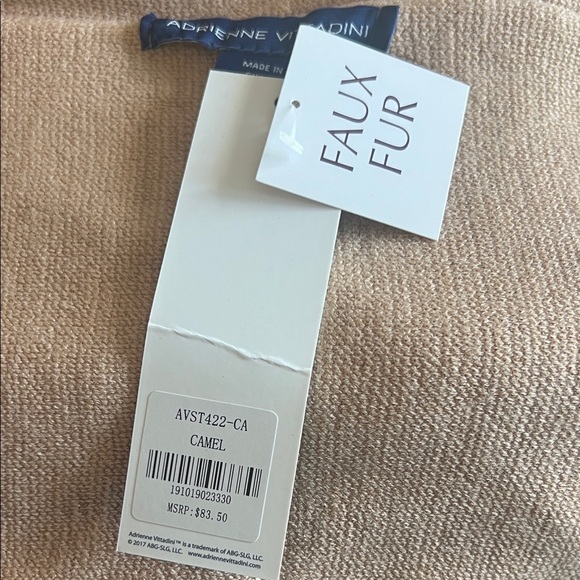 ADRIENNE VITTADINI
MADE IN
FAUX
FUR
AVST422-CA
CAMEL
191019023330
MSRP:$83.50
Adrienne Vittadini™ is a trademark of ABG-SLG, LLC.
© 2017 ABG-SLG, LLC. www.adriennevittadini.com